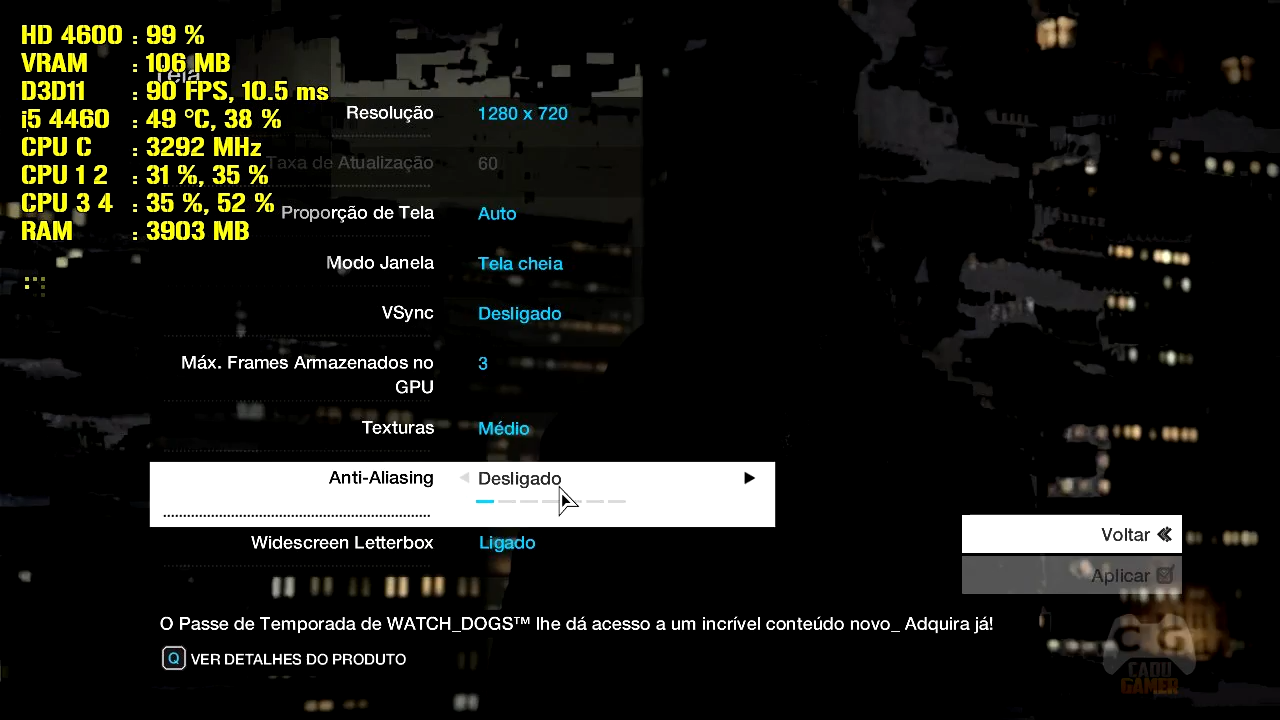 HD 4600 : 99 %
VRAM : 106 MB
Tela
D3D11 : 90 FPS, 10.5 ms
i5 4460 : 49 °C, 38 %
CPU C : 3292 MHz
CPU 1 2 : 31 %, 35 %
CPU 3 4 : 35 %, 52 %
RAM : 3903 MB
Resolução 1280 x 720
Taxa de Atualização 60
Proporção de Tela Auto
Modo Janela Tela cheia
VSync Desligado
Máx. Frames Armazenados no 3
GPU
Texturas Médio
Anti-Aliasing Desligado
Widescreen Letterbox Ligado
Voltar
Aplicar
O Passe de Temporada de WATCH_DOGS™ lhe dá acesso a um incrível conteúdo novo_ Adquira já!
Q VER DETALHES DO PRODUTO
CG
CADU
GAMER